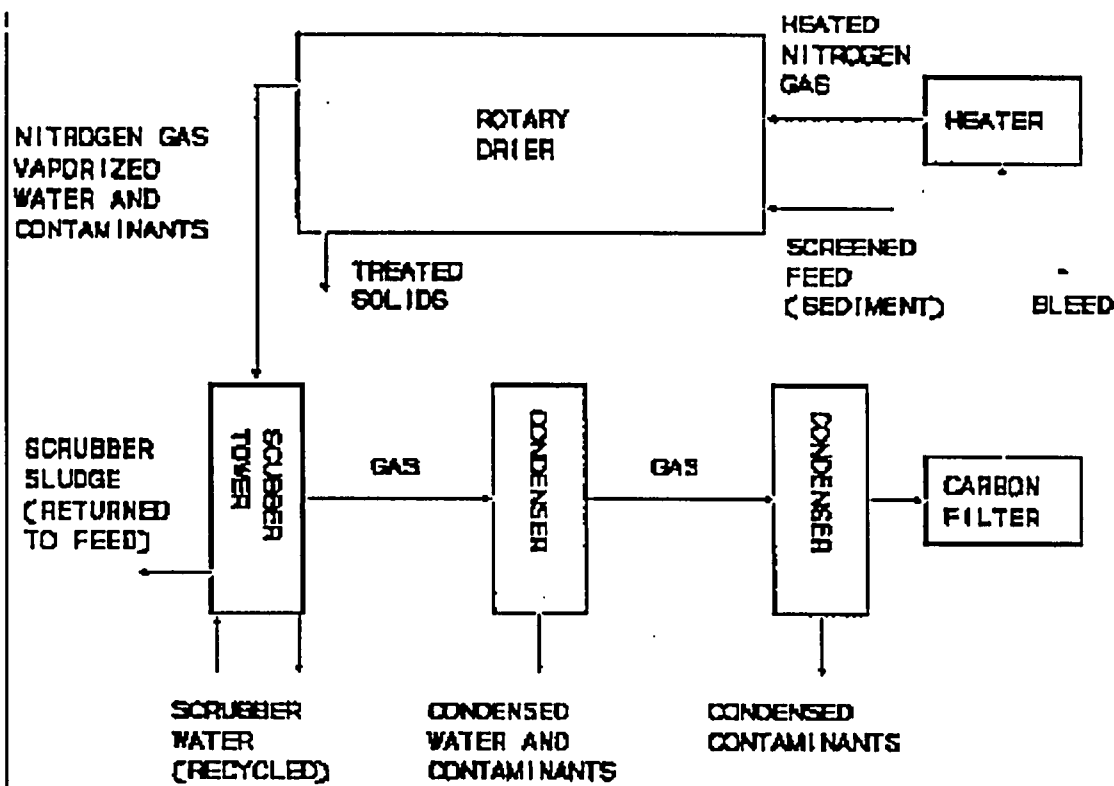 HEATED
NITROGEN
GAS
HEATER
ROTARY
DRIER
NITROGEN GAS
VAPORIZED
WATER AND
CONTAMINANTS
TREATED
SOLIDS
SCREENED
FEED
(SEDIMENT)
BLEED
SCRUBBER
SLUDGE
(RETURNED
TO FEED)
SCUBBER
TOWER
GAS
CONDENSER
GAS
CONDENSER
CARBON
FILTER
SCRUBBER
WATER
(RECYCLED)
CONDENSED
WATER AND
CONTAMINANTS
CONDENSED
CONTAMINANTS